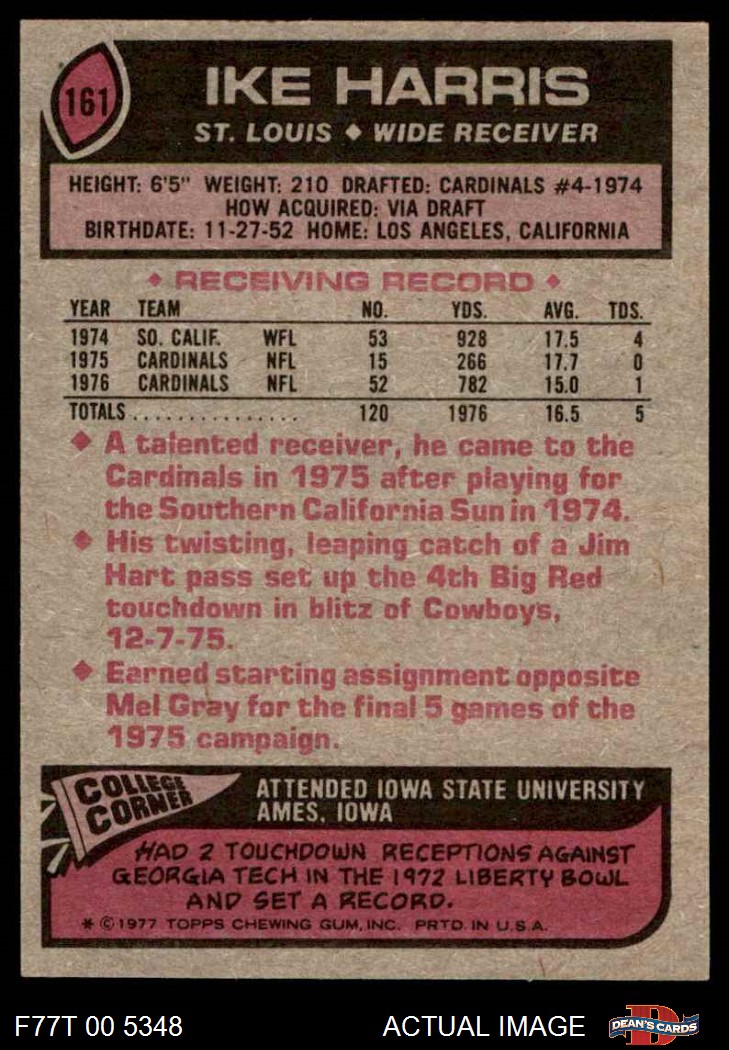 161
IKE HARRIS
ST. LOUIS ♦ WIDE RECEIVER
HEIGHT: 6'5" WEIGHT: 210 DRAFTED: CARDINALS #4-1974
HOW ACQUIRED: VIA DRAFT
BIRTHDATE: 11-27-52 HOME: LOS ANGELES, CALIFORNIA
♦ RECEIVING RECORD ♦
YEAR TEAM NO. YDS. AVG. TDS.
1974 SO. CALIF. WFL 53 928 17.5 4
1975 CARDINALS NFL 15 266 17.7 0
1976 CARDINALS NFL 52 782 15.0 1
TOTALS ................ 120 1976 16.5 5
♦ A talented receiver, he came to the
Cardinals in 1975 after playing for
the Southern California Sun in 1974.
♦ His twisting, leaping catch of a Jim
Hart pass set up the 4th Big Red
touchdown in blitz of Cowboys,
12-7-75.
♦ Earned starting assignment opposite
Mel Gray for the final 5 games of the
1975 campaign.
COLLEGE
CORNER
ATTENDED IOWA STATE UNIVERSITY
AMES, IOWA
HAD 2 TOUCHDOWN RECEPTIONS AGAINST
GEORGIA TECH IN THE 1972 LIBERTY BOWL
AND SET A RECORD.
* © 1977 TOPPS CHEWING GUM, INC. PRTD. IN U.S.A.
F77T 00 5348
ACTUAL IMAGE
D
DEAN'S CARDS